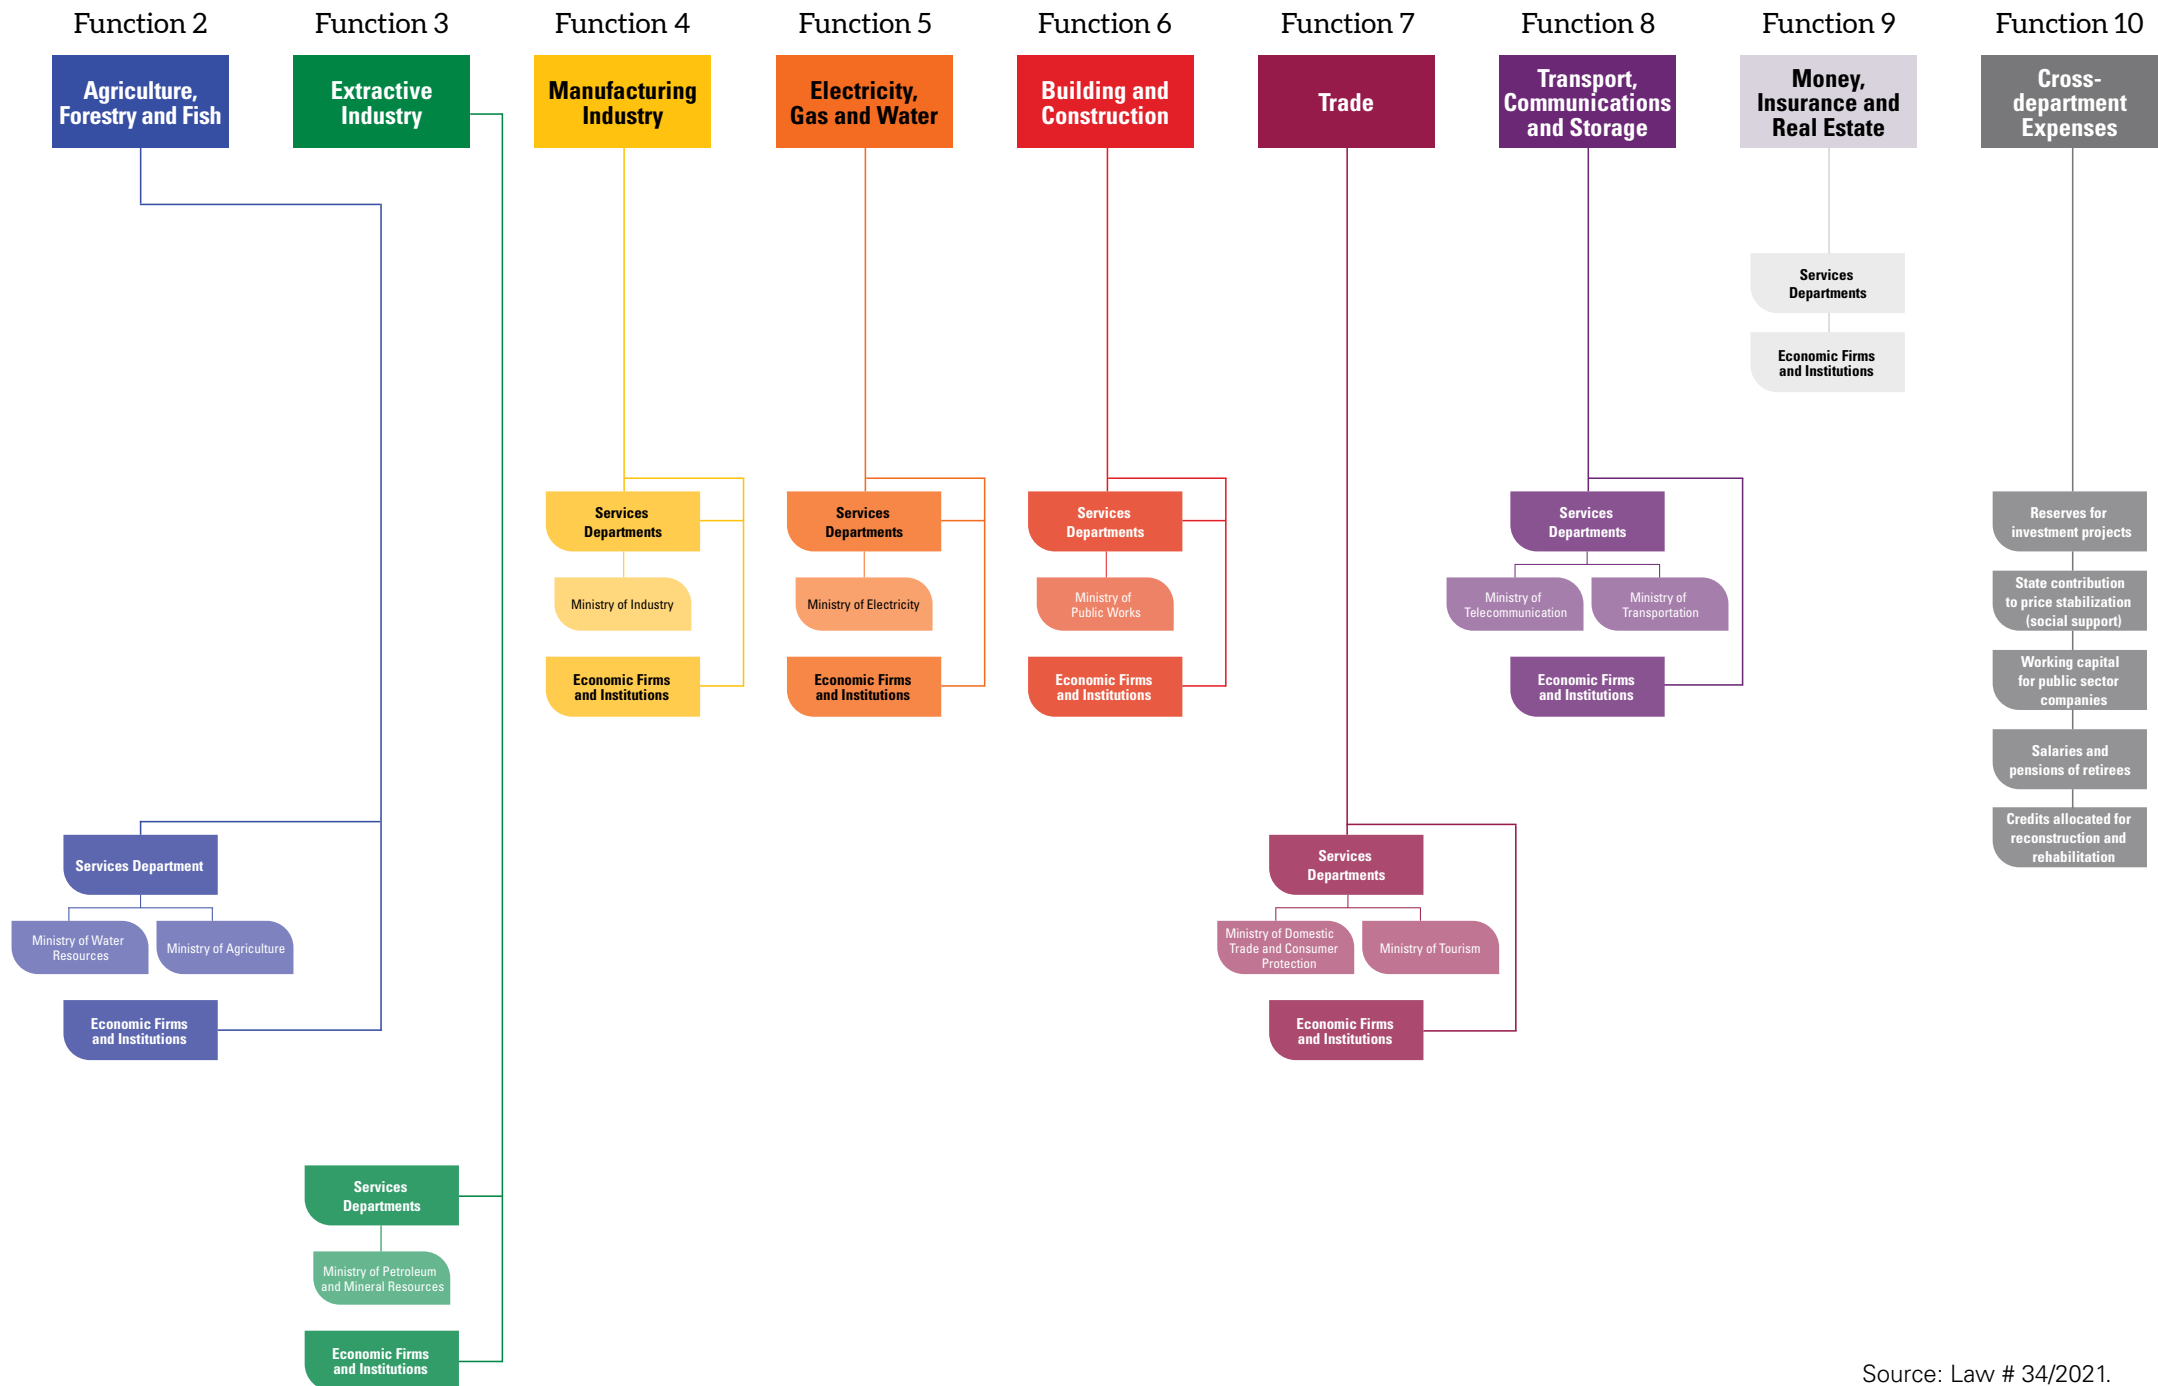 Function 2
Function 3
Function 4
Function 5
Function 6
Function 7
Function 8
Function 9
Function 10
Agriculture,
Forestry and Fish
Extractive
Industry
Manufacturing
Industry
Electricity,
Gas and Water
Building and
Construction
Trade
Transport,
Communications
and Storage
Money,
Insurance and
Real Estate
Cross-
department
Expenses
Services
Departments
Economic Firms
and Institutions
Services
Departments
Ministry of Industry
Economic Firms
and Institutions
Services
Departments
Ministry of Electricity
Economic Firms
and Institutions
Services
Departments
Ministry of
Public Works
Economic Firms
and Institutions
Services
Departments
Ministry of
Telecommunication
Ministry of
Transportation
Economic Firms
and Institutions
Reserves for
investment projects
State contribution
to price stabilization
(social support)
Working capital
for public sector
companies
Salaries and
pensions of retirees
Credits allocated for
reconstruction and
rehabilitation
Services Department
Ministry of Water
Resources
Ministry of Agriculture
Economic Firms
and Institutions
Services
Departments
Ministry of Domestic
Trade and Consumer
Protection
Ministry of Tourism
Economic Firms
and Institutions
Services
Departments
Ministry of Petroleum
and Mineral Resources
Economic Firms
and Institutions
Source: Law # 34/2021.